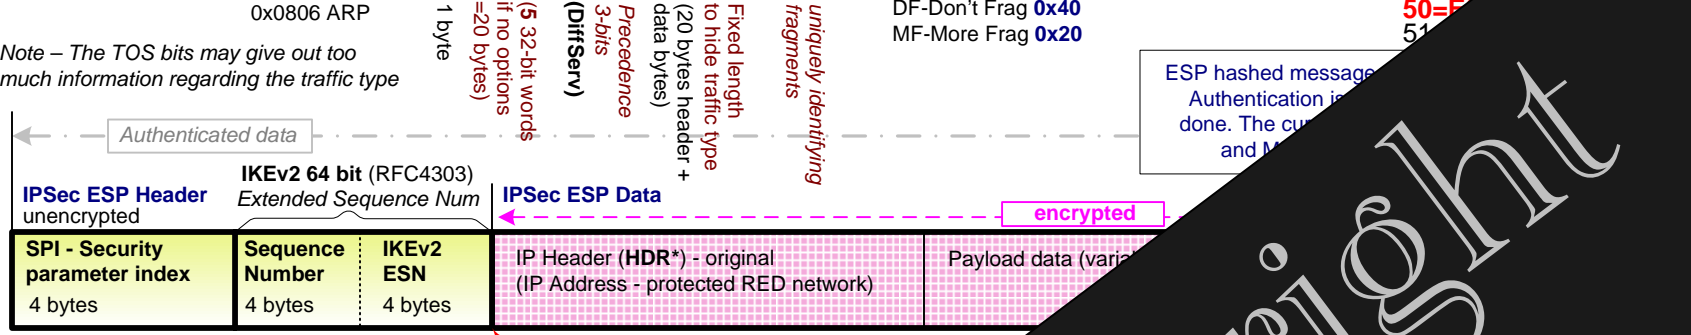 0x0806 ARP
Note – The TOS bits may give out too
much information regarding the traffic type
1 byte
(5 32-bit words
if no options
=20 bytes)
(DiffServ)
Precedence
3-bits
Fixed length
to hide traffic type
(20 bytes header +
data bytes)
uniquely identifying
fragments
DF-Don't Frag 0x40
MF-More Frag 0x20
50=
51
ESP hashed message
Authentication is
done. The
and
Authenticated data
IPSec ESP Header
unencrypted
IKEv2 64 bit (RFC4303)
Extended Sequence Num
IPSec ESP Data
encrypted
SPI - Security
parameter index
4 bytes
Sequence
Number
4 bytes
IKEv2
ESN
4 bytes
IP Header (HDR*) - original
(IP Address - protected RED network)
Payload data
right